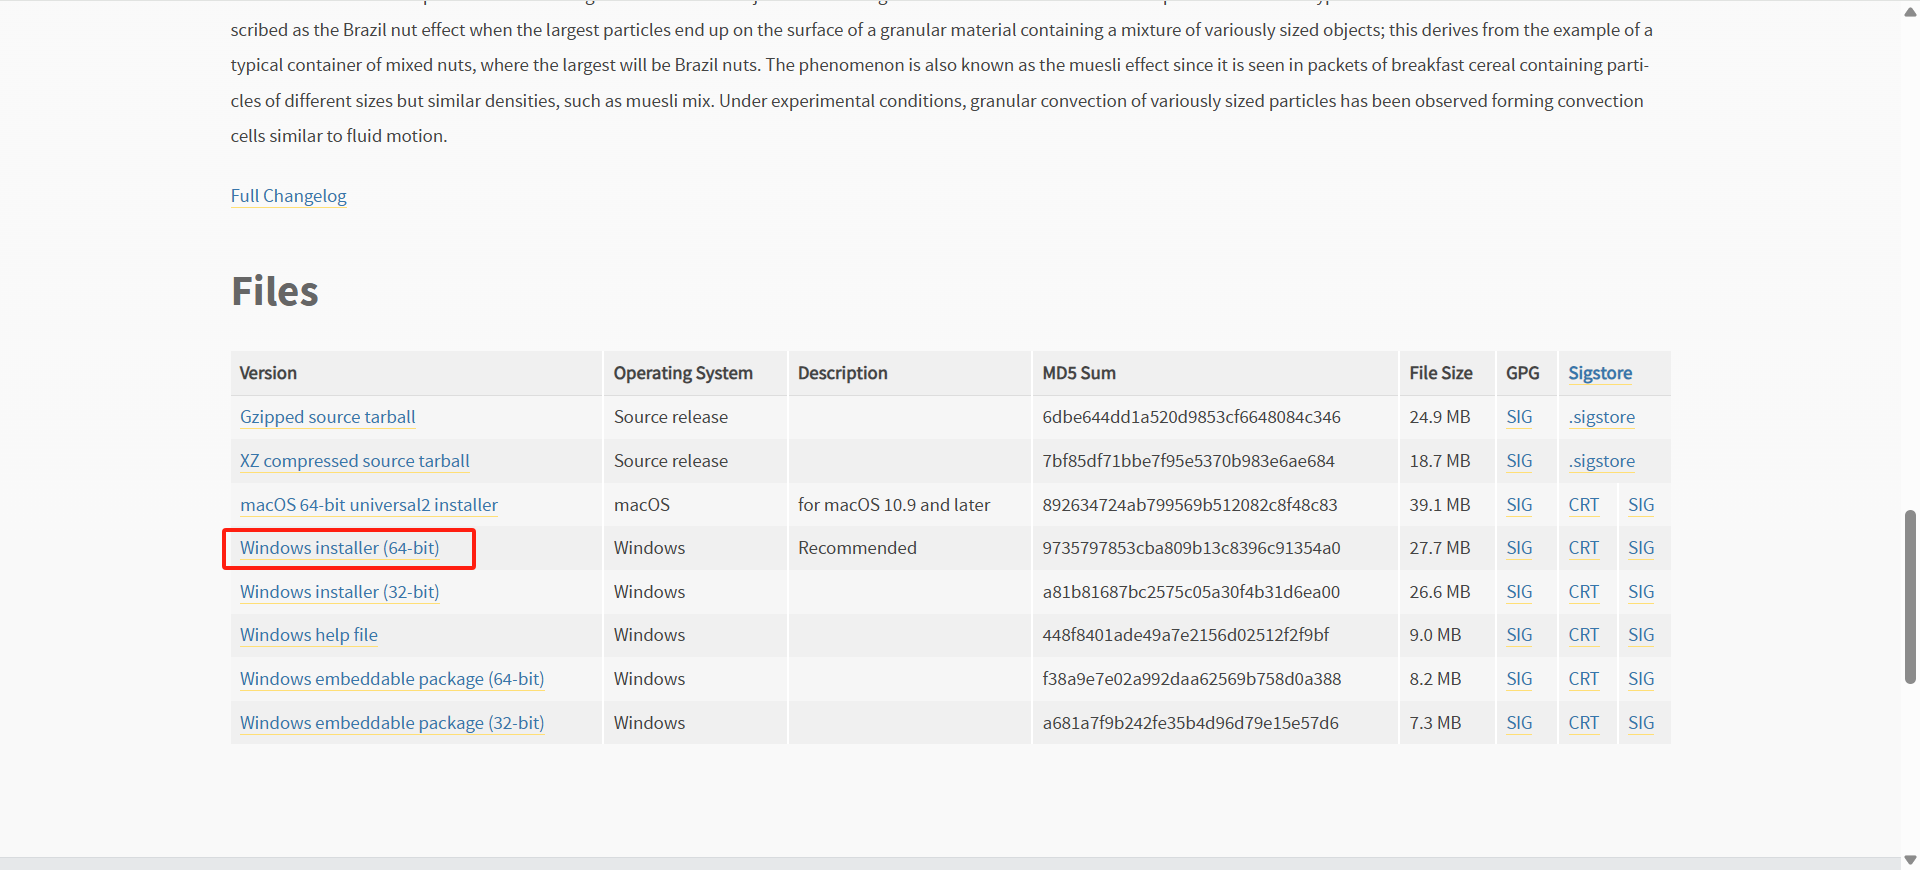 scribed as the Brazil nut effect when the largest particles end up on the surface of a granular material containing a mixture of variously sized objects; this derives from the example of a
typical container of mixed nuts, where the largest will be Brazil nuts. The phenomenon is also known as the muesli effect since it is seen in packets of breakfast cereal containing parti-
cles of different sizes but similar densities, such as muesli mix. Under experimental conditions, granular convection of variously sized particles has been observed forming convection
cells similar to fluid motion.
Full Changelog
Files
Version Operating System Description MD5 Sum File Size GPG Sigstore
Gzipped source tarball Source release 6dbe644dd1a520d9853cf6648084c346 24.9 MB SIG .sigstore
XZ compressed source tarball Source release 7bf85df71bbe7f95e5370b983e6ae684 18.7 MB SIG .sigstore
macOS 64-bit universal2 installer macOS for macOS 10.9 and later 892634724ab799569b512082c8f48c83 39.1 MB SIG CRT SIG
Windows installer (64-bit) Windows Recommended 9735797853cba809b13c8396c91354a0 27.7 MB SIG CRT SIG
Windows installer (32-bit) Windows a81b81687bc2575c05a30f4b31d6ea00 26.6 MB SIG CRT SIG
Windows help file Windows 448f8401ade49a7e2156d02512f2f9bf 9.0 MB SIG CRT SIG
Windows embeddable package (64-bit) Windows f38a9e7e02a992daa62569b758d0a388 8.2 MB SIG CRT SIG
Windows embeddable package (32-bit) Windows a681a7f9b242fe35b4d96d79e15e57d6 7.3 MB SIG CRT SIG